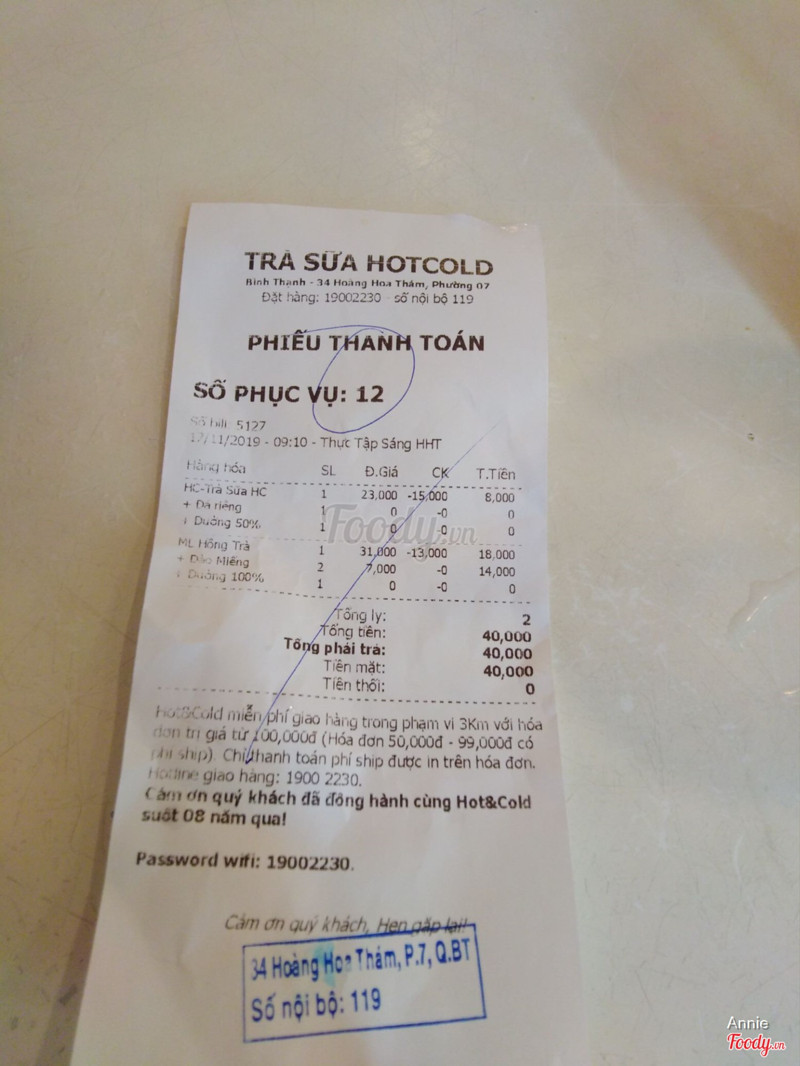 TRÀ SỮA HOTCOLD
Bình Thạnh - 34 Hoàng Hoa Thám, Phường 07
Đặt hàng: 19002230 - số nội bộ 119
PHIẾU THANH TOÁN
SỐ PHỤC VỤ: 12
Số bill: 5127
12/11/2019 - 09:10 - Thực Tập Sáng HHT
Hàng hóa SL Đ.Giá CK T.Tiền
HC-Trà Sữa HC 1 23,000 -15,000 8,000
+ Đá riêng 1 0 -0 0
+ Đường 50% 1 0 -0 0
ML Hồng Trà 1 31,000 -13,000 18,000
+ Đào Miếng 2 7,000 -0 14,000
+ Đường 100% 1 0 -0 0
Tổng ly: 2
Tổng tiền: 40,000
Tổng phải trả: 40,000
Tiền mặt: 40,000
Tiền thối: 0
Hot&Cold miễn phí giao hàng trong phạm vi 3Km với hóa
đơn trị giá từ 100,000đ (Hóa đơn 50,000đ - 99,000đ có
phí ship). Chỉ thanh toán phí ship được in trên hóa đơn.
Hotline giao hàng: 1900 2230.
Cảm ơn quý khách đã đồng hành cùng Hot&Cold
suốt 08 năm qua!
Password wifi: 19002230.
Cảm ơn quý khách, Hẹn gặp lại!
34 Hoàng Hoa Thám, P.7, Q.BT
Số nội bộ: 119
Foody.vn
Annie
Foody.vn